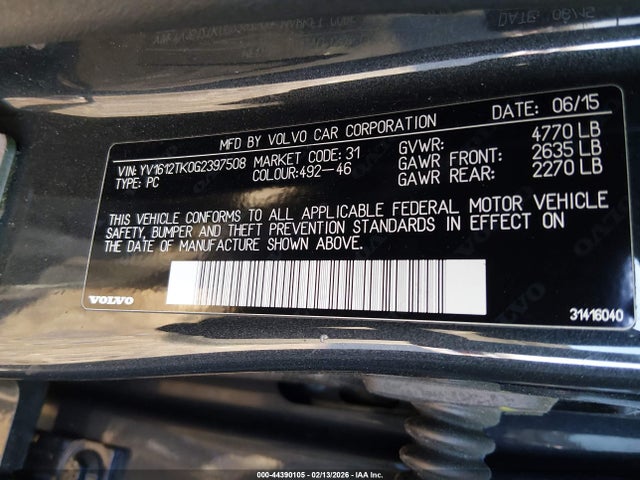 DATE: 06/15
MFD BY VOLVO CAR CORPORATION
VIN: YV1612TK0G2397508 MARKET CODE: 31 GVWR: 4770 LB
TYPE: PC COLOUR:492-46 GAWR FRONT: 2635 LB
GAWR REAR: 2270 LB
THIS VEHICLE CONFORMS TO ALL APPLICABLE FEDERAL MOTOR VEHICLE
SAFETY, BUMPER AND THEFT PREVENTION STANDARDS IN EFFECT ON
THE DATE OF MANUFACTURE SHOWN ABOVE.
VOLVO
31416040
000-44390105 - 02/13/2026 - IAA Inc.